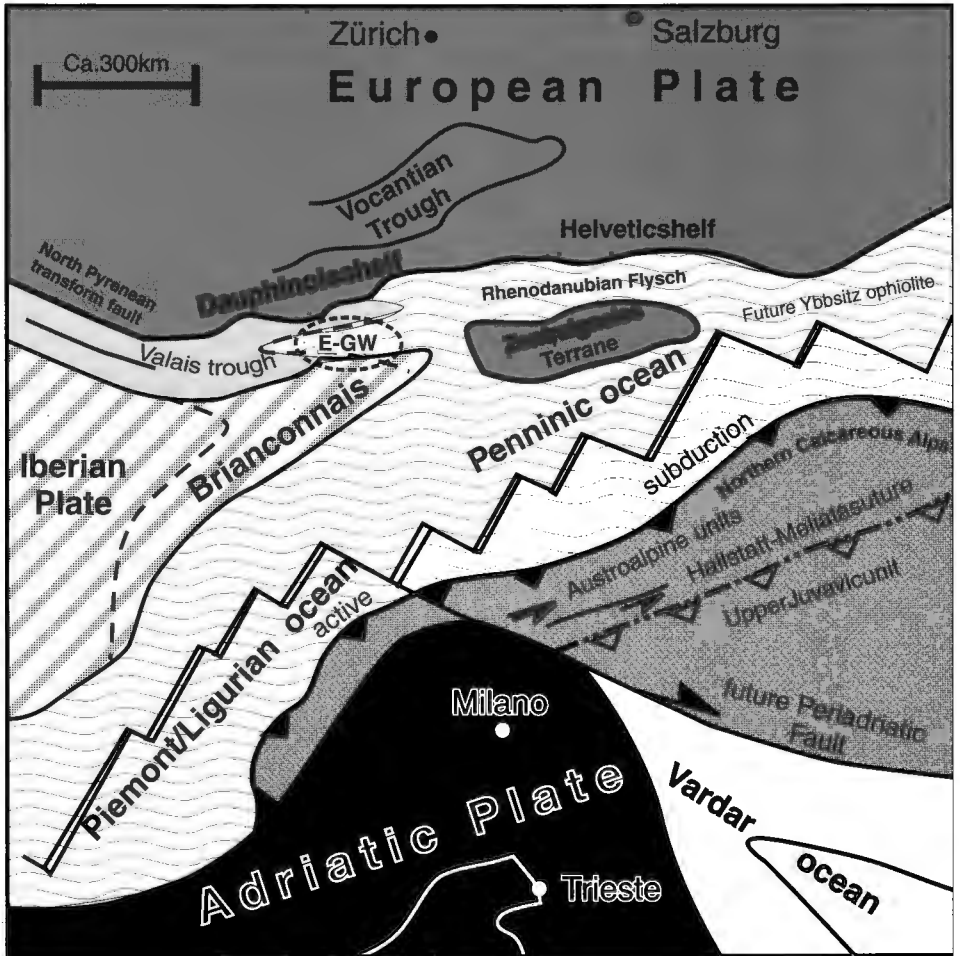 Zürich
Salzburg
Ca.300km
European Plate
Vocantian
Trough
Helveticshelf
North Pyrenean
transform fault
Rhenodanubian Flysch
Future Ybbsitz ophiolite
E-GW
Valais trough
Terrane
Penninic ocean
Brianconnais
Iberian
Plate
subduction
Northern Calcareous Alps
Austroalpine units
Hallstatt-Meliatasuture
UpperJuvavicunit
Piemont/Ligurian ocean
active
Milano
future Periadriatic
Fault
Adriatic Plate
Vardar
ocean
Trieste